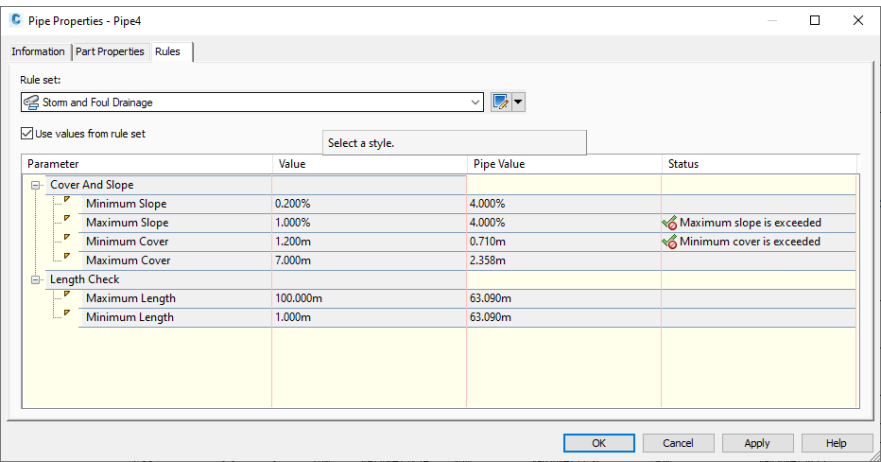 C Pipe Properties - Pipe4
Information Part Properties Rules
Rule set:
Storm and Foul Drainage
Use values from rule set
Select a style.
Parameter Value Pipe Value Status
Cover And Slope
Minimum Slope 0.200% 4.000%
Maximum Slope 1.000% 4.000% Maximum slope is exceeded
Minimum Cover 1.200m 0.710m Minimum cover is exceeded
Maximum Cover 7.000m 2.358m
Length Check
Maximum Length 100.000m 63.090m
Minimum Length 1.000m 63.090m
OK Cancel Apply Help